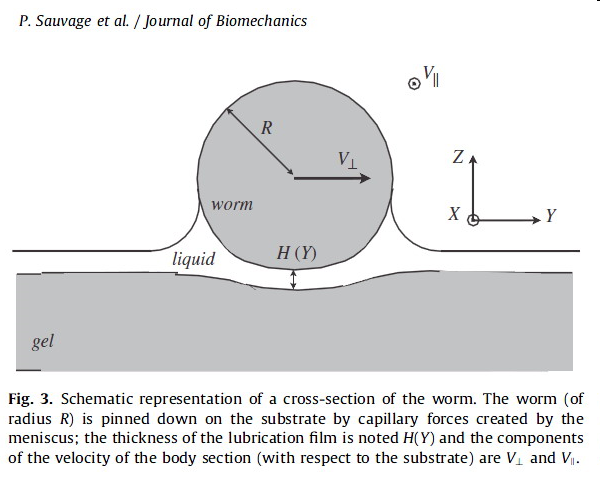 P. Sauvage et al. / Journal of Biomechanics
V||
R
V⊥
Z
worm
X
Y
H (Y)
liquid
gel
Fig. 3. Schematic representation of a cross-section of the worm. The worm (of
radius R) is pinned down on the substrate by capillary forces created by the
meniscus; the thickness of the lubrication film is noted H(Y) and the components
of the velocity of the body section (with respect to the substrate) are V⊥ and V||.